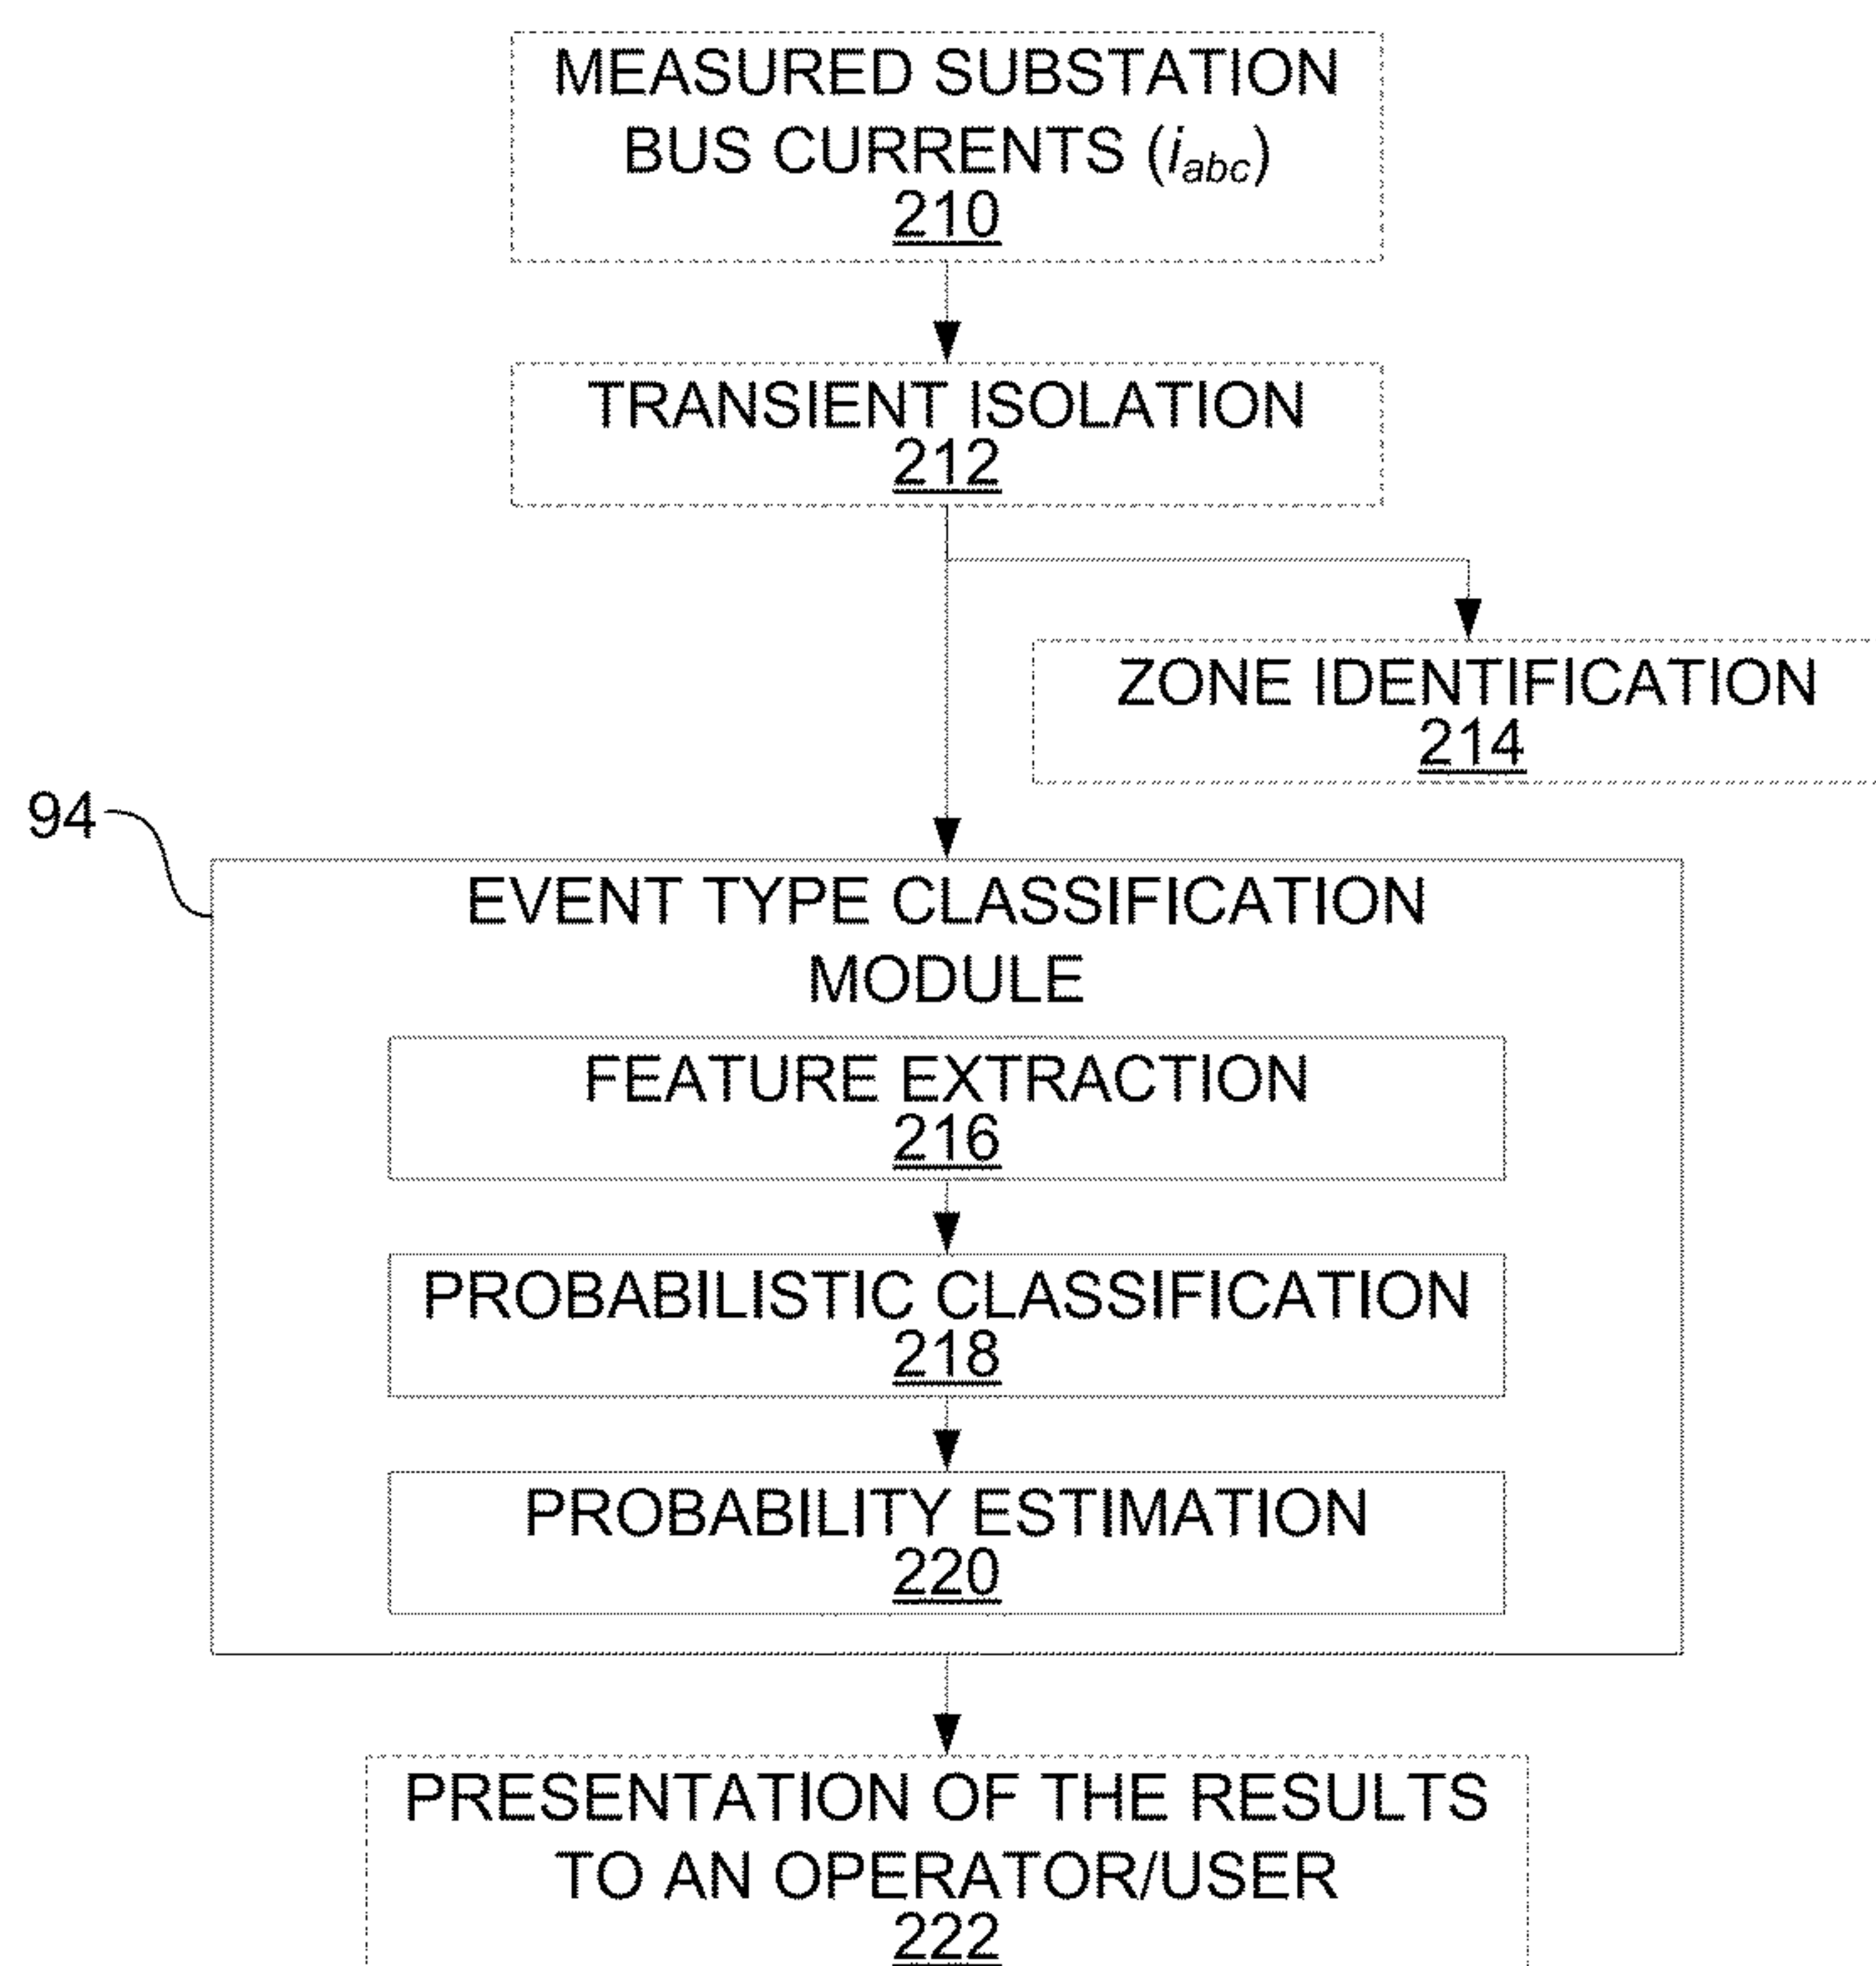 MEASURED SUBSTATION
BUS CURRENTS (iabc)
210
TRANSIENT ISOLATION
212
ZONE IDENTIFICATION
214
94
EVENT TYPE CLASSIFICATION
MODULE
FEATURE EXTRACTION
216
PROBABILISTIC CLASSIFICATION
218
PROBABILITY ESTIMATION
220
PRESENTATION OF THE RESULTS
TO AN OPERATOR/USER
222